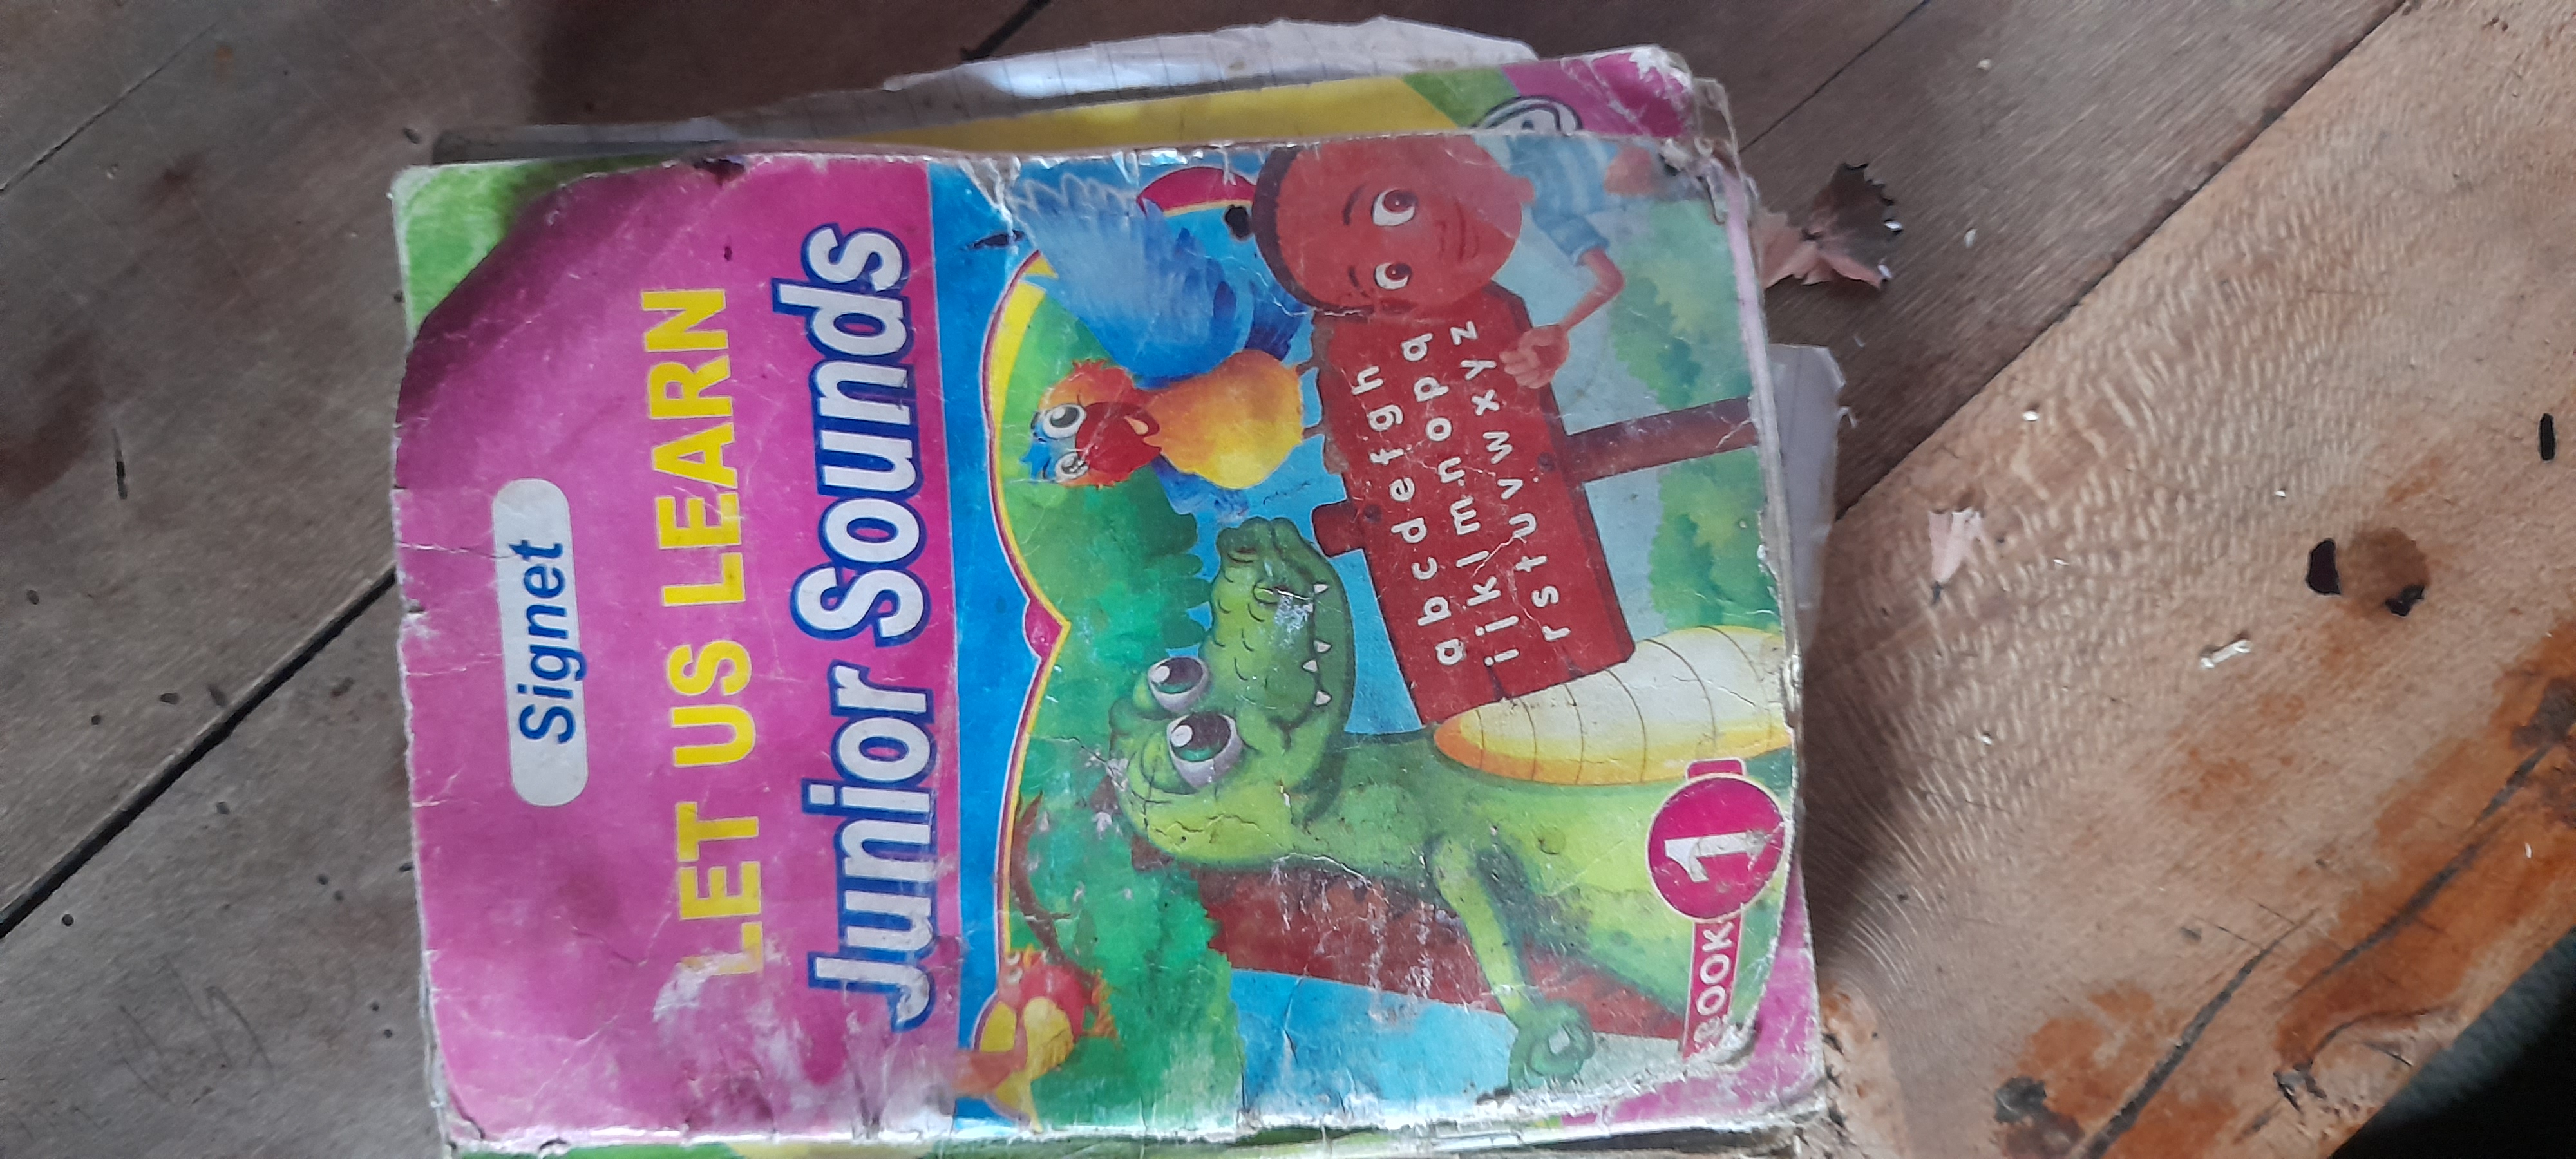 Signet
LET US LEARN
Junior Sounds
a b c d e f g h
i j k l m n o p q
r s t u v w x y z
BOOK 1